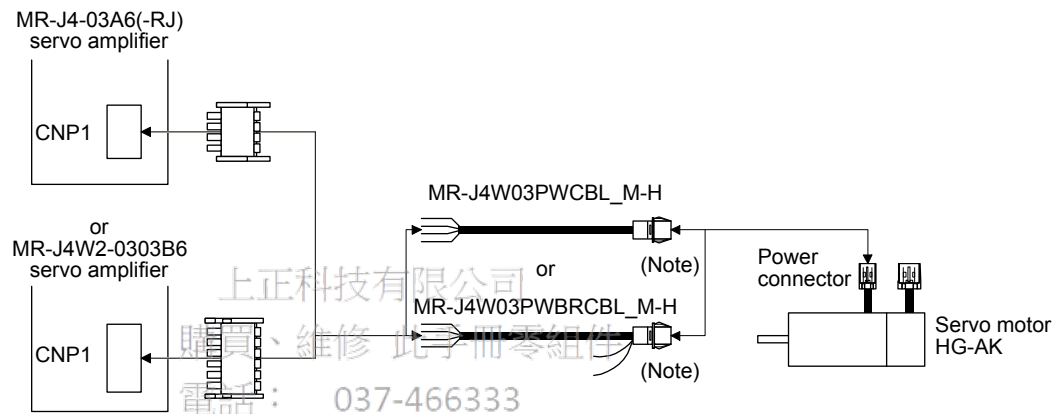 MR-J4-03A6(-RJ)
servo amplifier
CNP1
or
MR-J4W2-0303B6
servo amplifier
CNP1
MR-J4W03PWCBL_M-H
(Note)
or
MR-J4W03PWBRCBL_M-H
(Note)
Power
connector
Servo motor
HG-AK
上正科技有限公司
購買、維修 此手冊零組件
電話： 037-466333